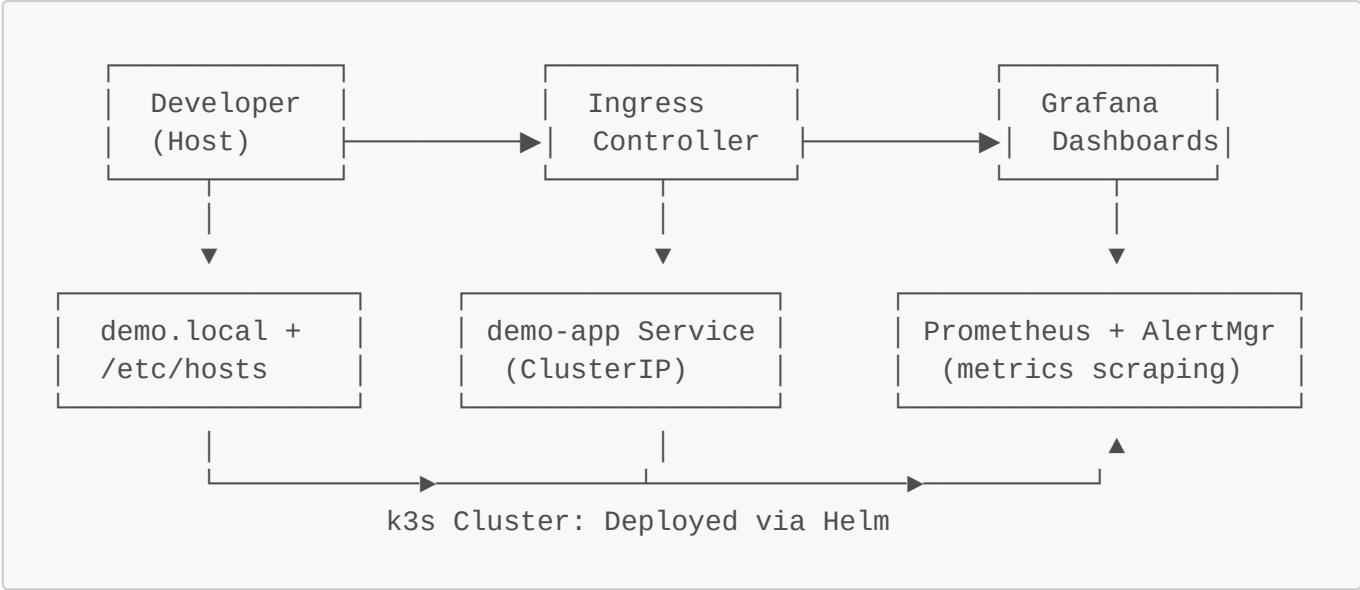 Developer
(Host)
Ingress
Controller
Grafana
Dashboards
demo.local +
/etc/hosts
demo-app Service
(ClusterIP)
Prometheus + AlertMgr
(metrics scraping)
k3s Cluster: Deployed via Helm